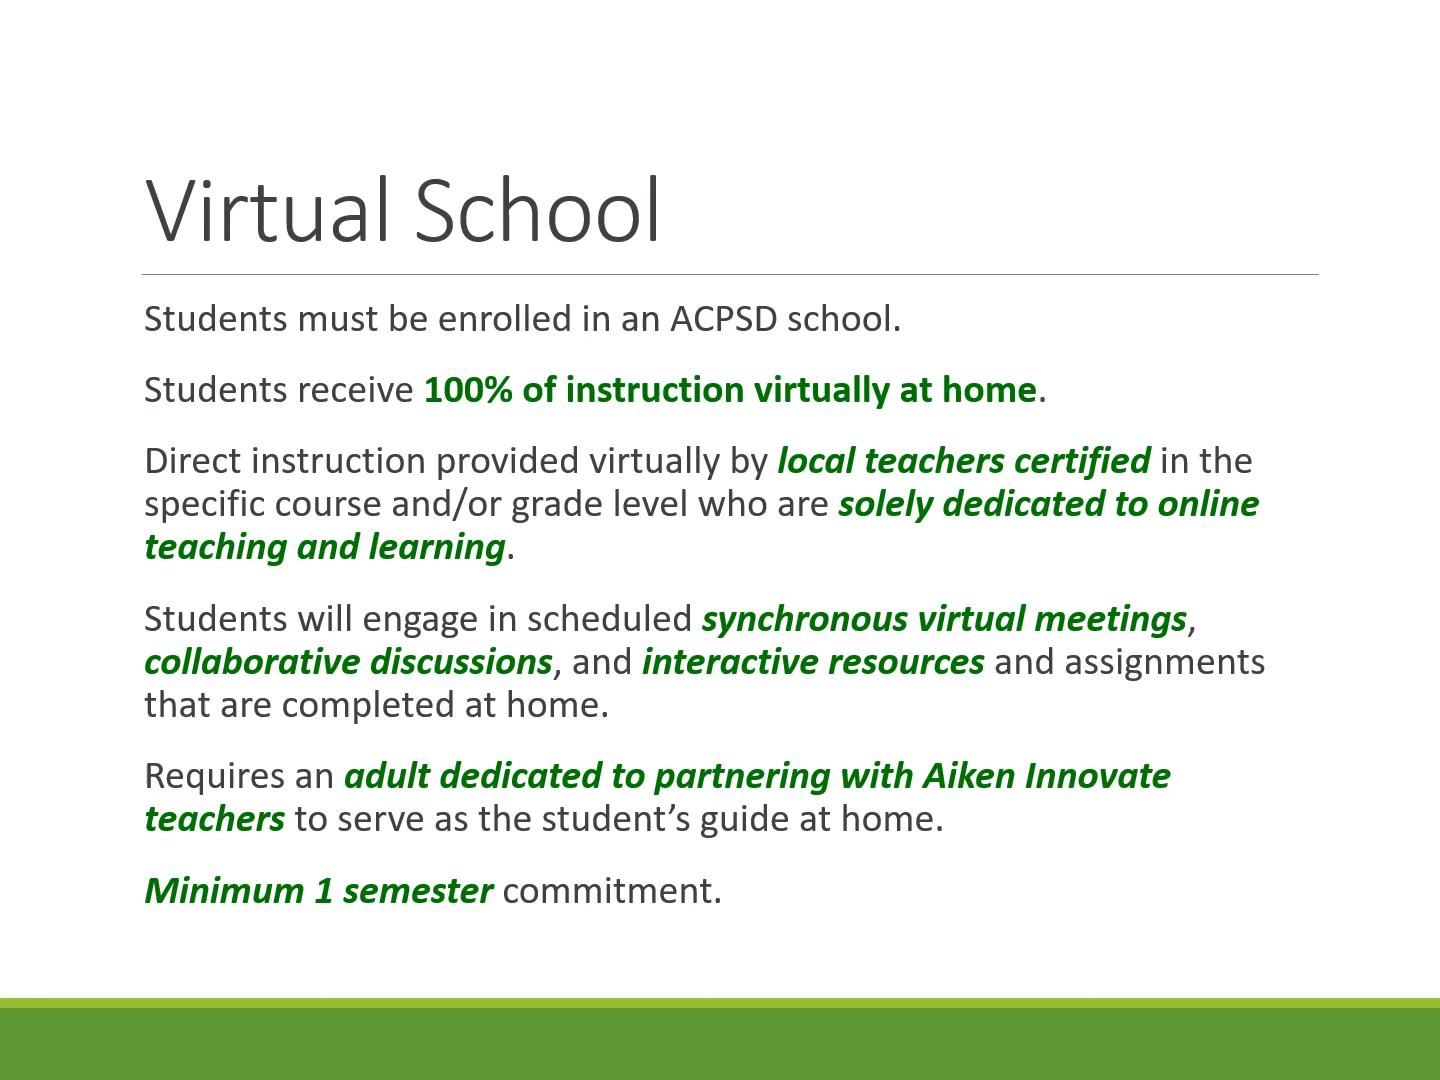 Virtual School
Students must be enrolled in an ACPSD school.
Students receive 100% of instruction virtually at home.
Direct instruction provided virtually by local teachers certified in the
specific course and/or grade level who are solely dedicated to online
teaching and learning.
Students will engage in scheduled synchronous virtual meetings,
collaborative discussions, and interactive resources and assignments
that are completed at home.
Requires an adult dedicated to partnering with Aiken Innovate
teachers to serve as the student’s guide at home.
Minimum 1 semester commitment.